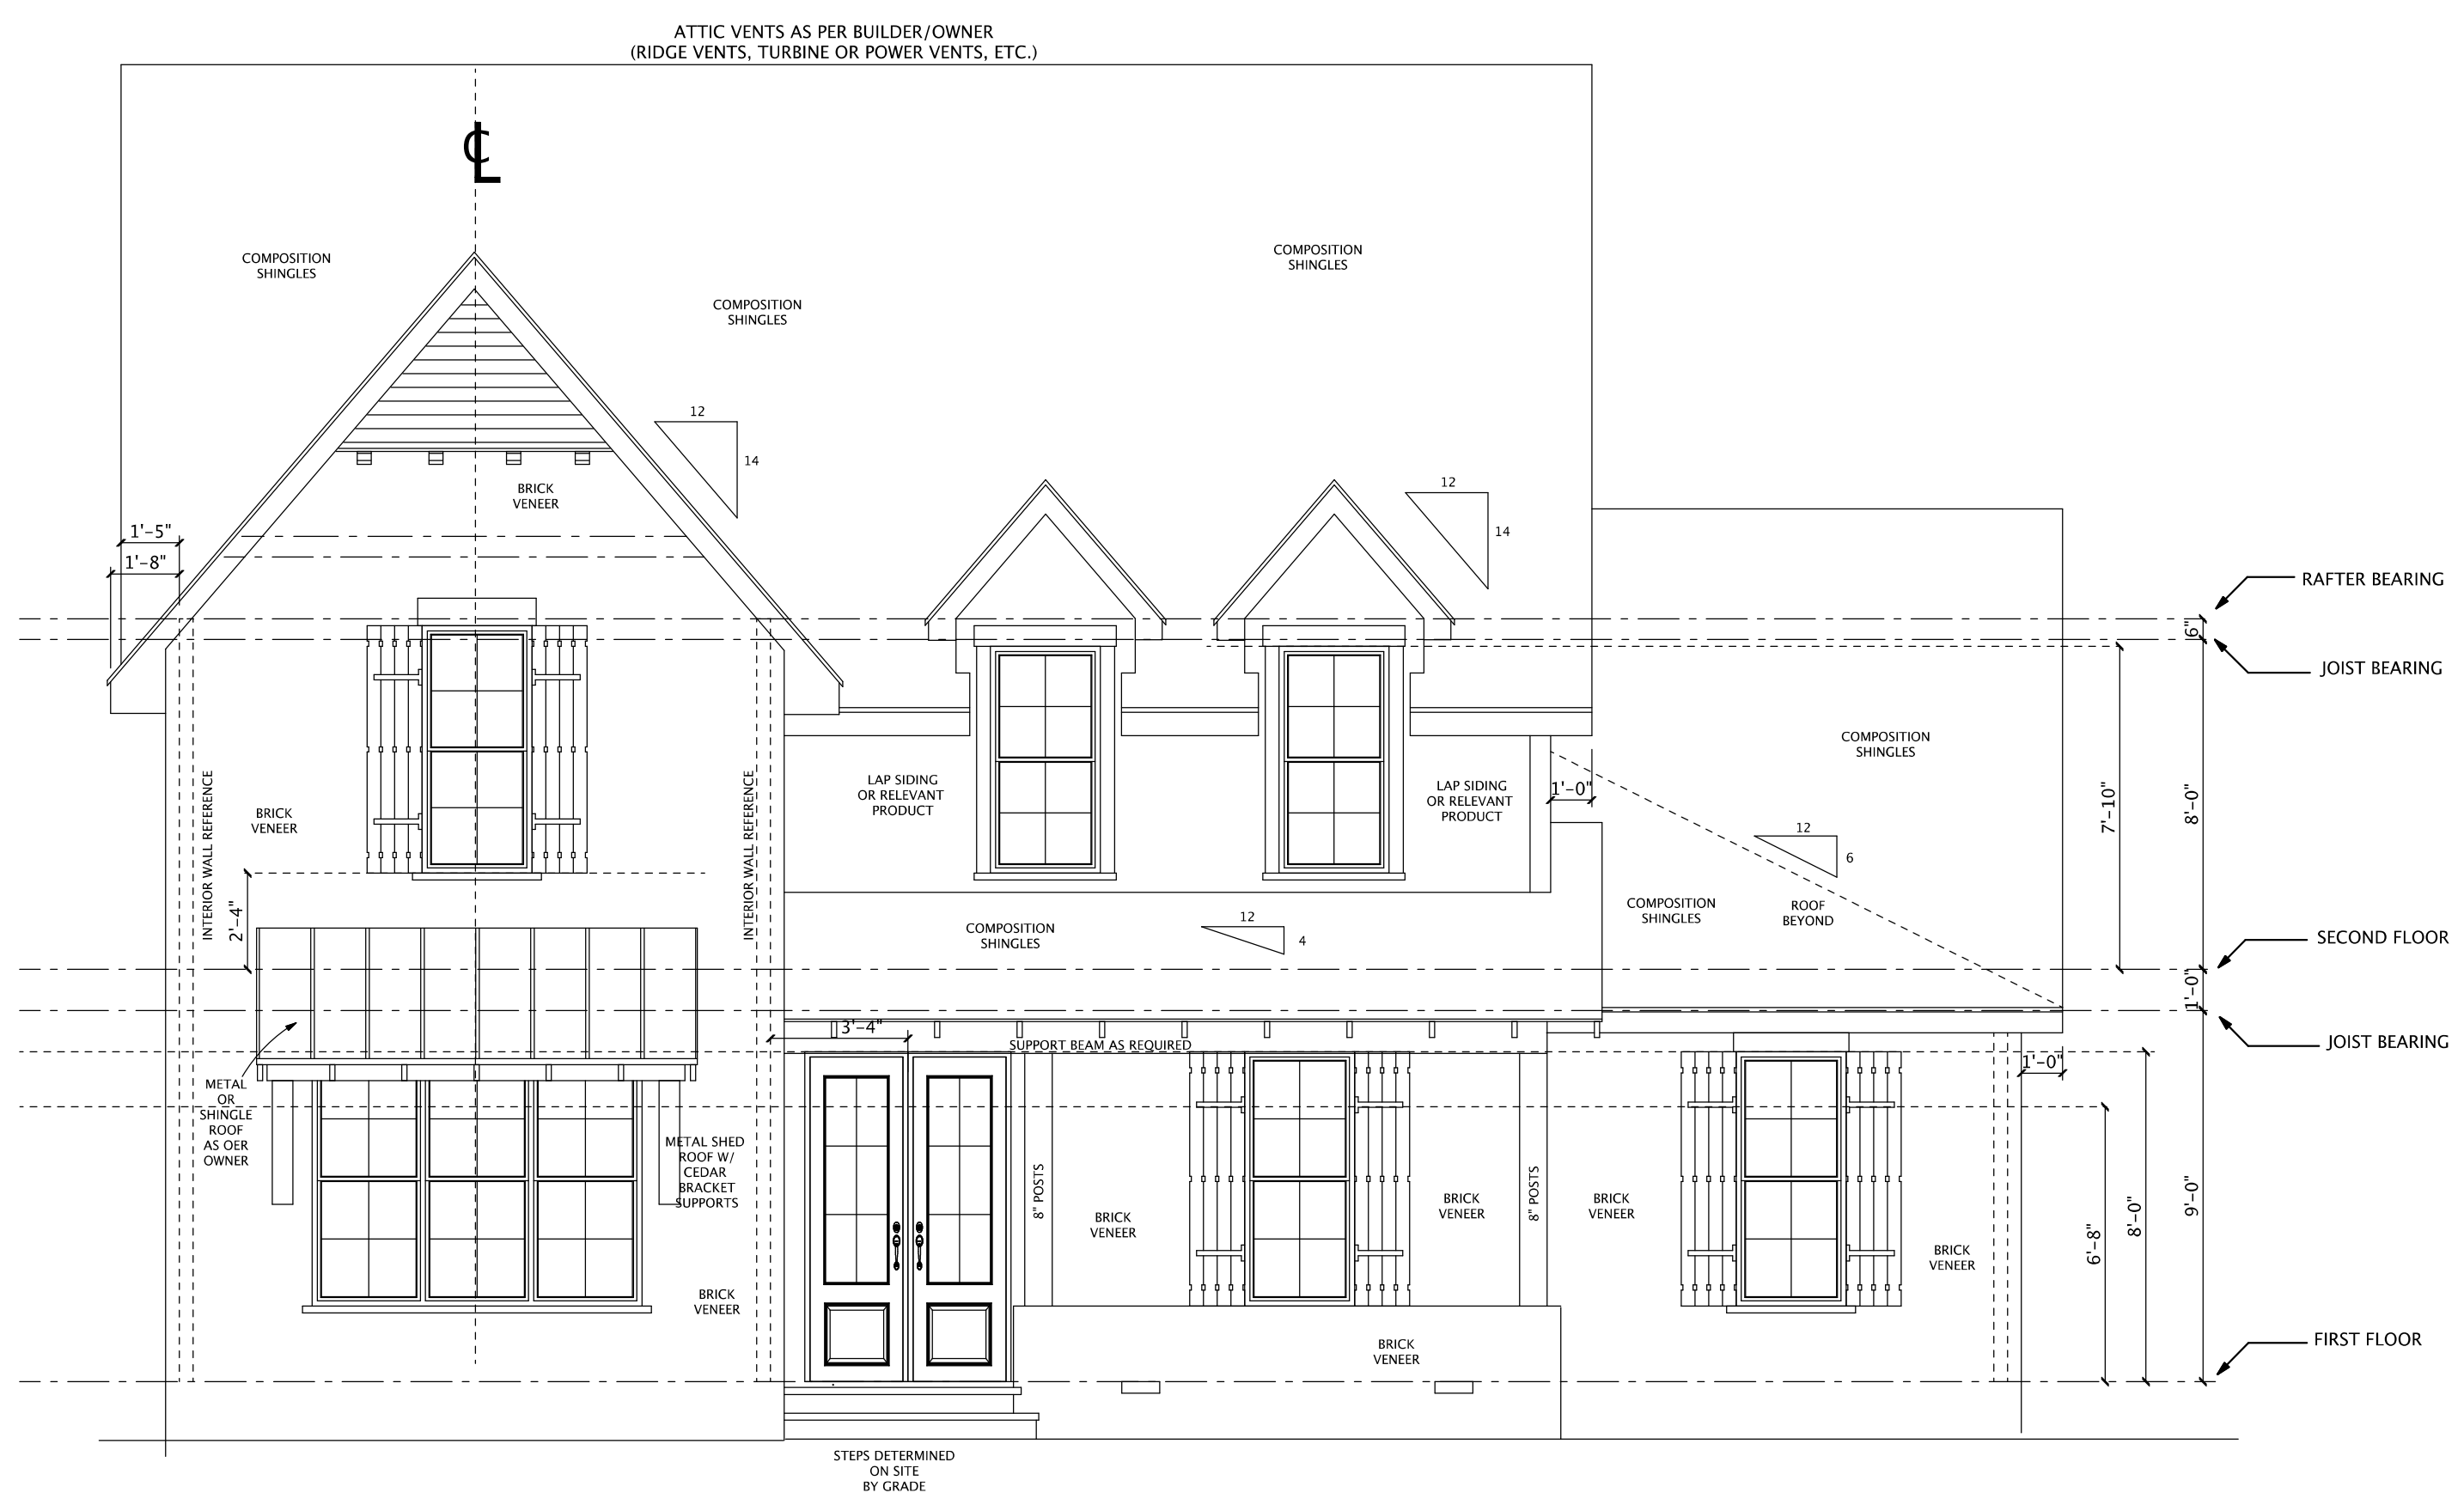 ATTIC VENTS AS PER BUILDER/OWNER
(RIDGE VENTS, TURBINE OR POWER VENTS, ETC.)
℄
COMPOSITION
SHINGLES
COMPOSITION
SHINGLES
COMPOSITION
SHINGLES
12
14
12
14
BRICK
VENEER
1'-5"
1'-8"
RAFTER BEARING
6"
JOIST BEARING
COMPOSITION
SHINGLES
INTERIOR WALL REFERENCE
INTERIOR WALL REFERENCE
LAP SIDING
OR RELEVANT
PRODUCT
LAP SIDING
OR RELEVANT
PRODUCT
1'-0"
7'-10"
8'-0"
BRICK
VENEER
12
6
2'-4"
COMPOSITION
SHINGLES
12
4
COMPOSITION
SHINGLES
ROOF
BEYOND
SECOND FLOOR
1'-0"
3'-4"
SUPPORT BEAM AS REQUIRED
JOIST BEARING
1'-0"
METAL
OR
SHINGLE
ROOF
AS OER
OWNER
METAL SHED
ROOF W/
CEDAR
BRACKET
SUPPORTS
8" POSTS
BRICK
VENEER
BRICK
VENEER
8" POSTS
BRICK
VENEER
BRICK
VENEER
6'-8"
8'-0"
9'-0"
BRICK
VENEER
BRICK
VENEER
FIRST FLOOR
STEPS DETERMINED
ON SITE
BY GRADE